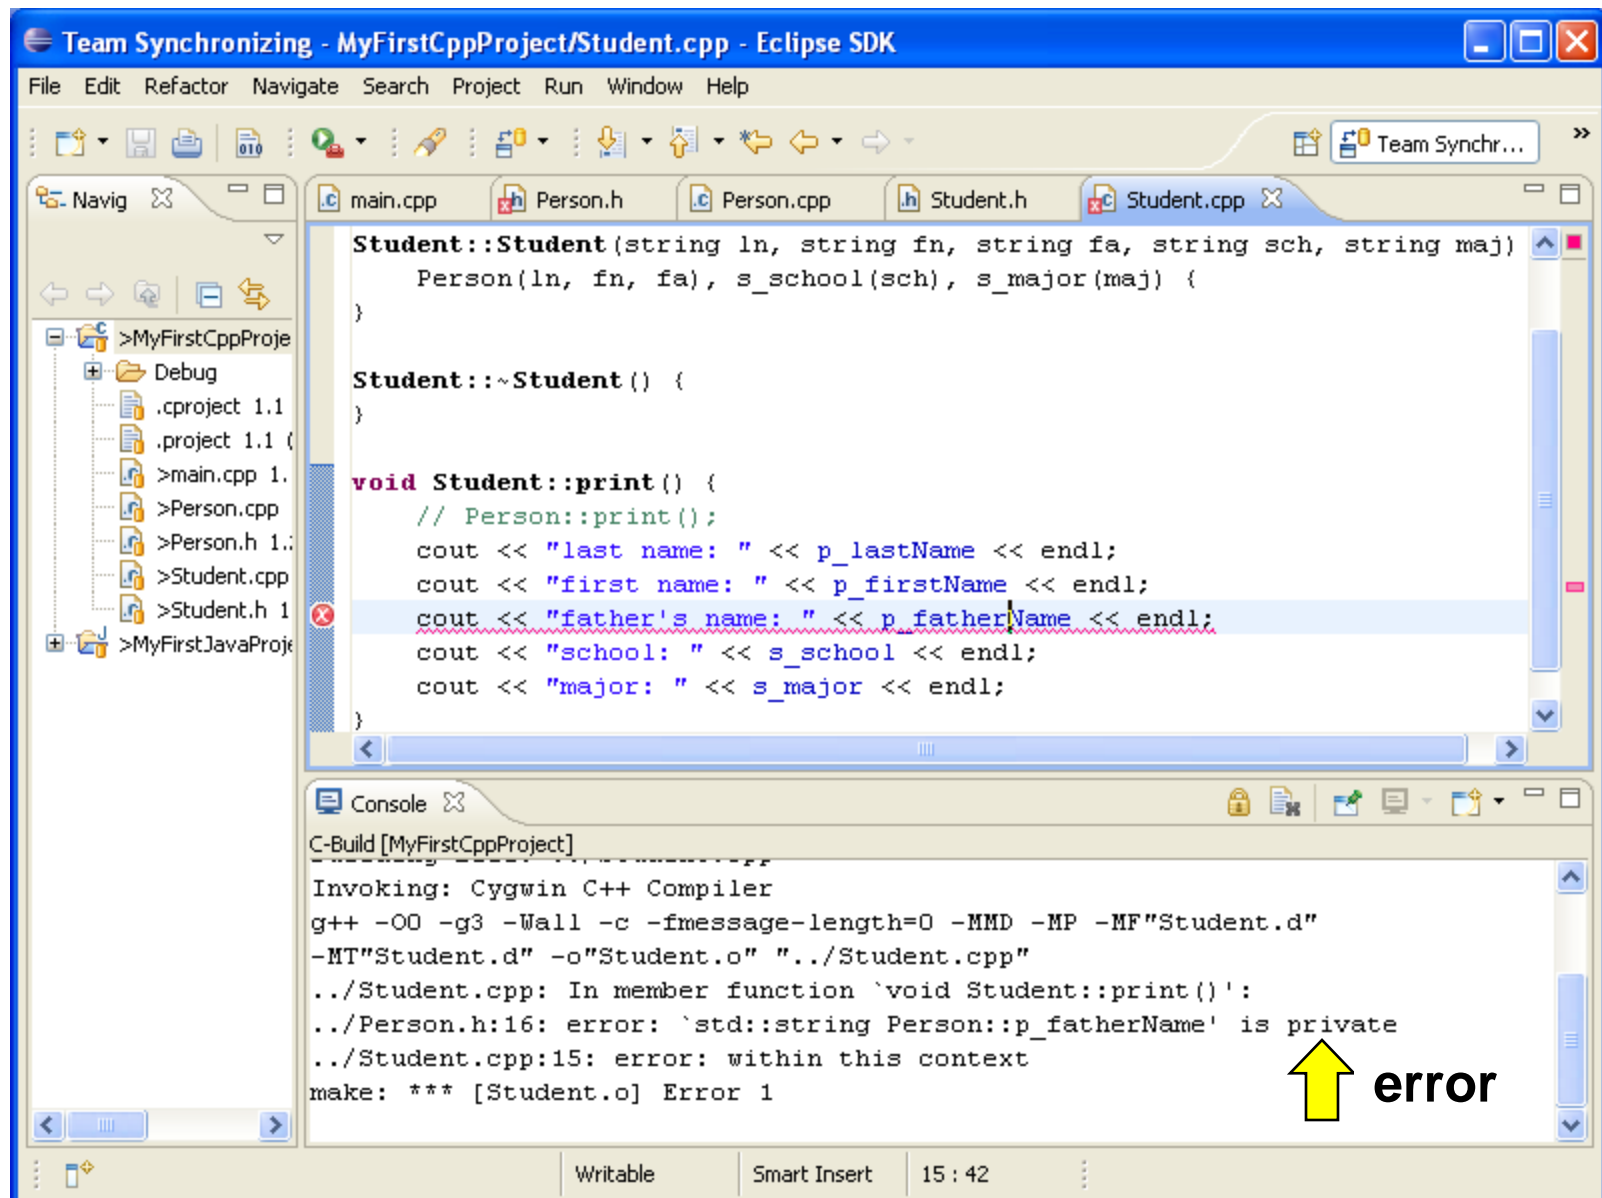 Team Synchronizing - MyFirstCppProject/Student.cpp - Eclipse SDK
File Edit Refactor Navigate Search Project Run Window Help
010
Team Synchr...
»
Navig
.c main.cpp
.h Person.h
.c Person.cpp
.h Student.h
.c Student.cpp
Student::Student(string ln, string fn, string fa, string sch, string maj)
Person(ln, fn, fa), s_school(sch), s_major(maj) {
}
Student::~Student() {
}
void Student::print() {
// Person::print();
cout << "last name: " << p_lastName << endl;
cout << "first name: " << p_firstName << endl;
cout << "father's name: " << p_fatherName << endl;
cout << "school: " << s_school << endl;
cout << "major: " << s_major << endl;
}
>MyFirstCppProje
Debug
.cproject 1.1
.project 1.1 (
>main.cpp 1.
>Person.cpp
>Person.h 1.
>Student.cpp
>Student.h 1
>MyFirstJavaProje
Console
C-Build [MyFirstCppProject]
Invoking: Cygwin C++ Compiler
g++ -O0 -g3 -Wall -c -fmessage-length=0 -MMD -MP -MF"Student.d"
-MT"Student.d" -o"Student.o" "../Student.cpp"
../Student.cpp: In member function `void Student::print()':
../Person.h:16: error: `std::string Person::p_fatherName' is private
../Student.cpp:15: error: within this context
make: *** [Student.o] Error 1
error
Writable
Smart Insert
15 : 42